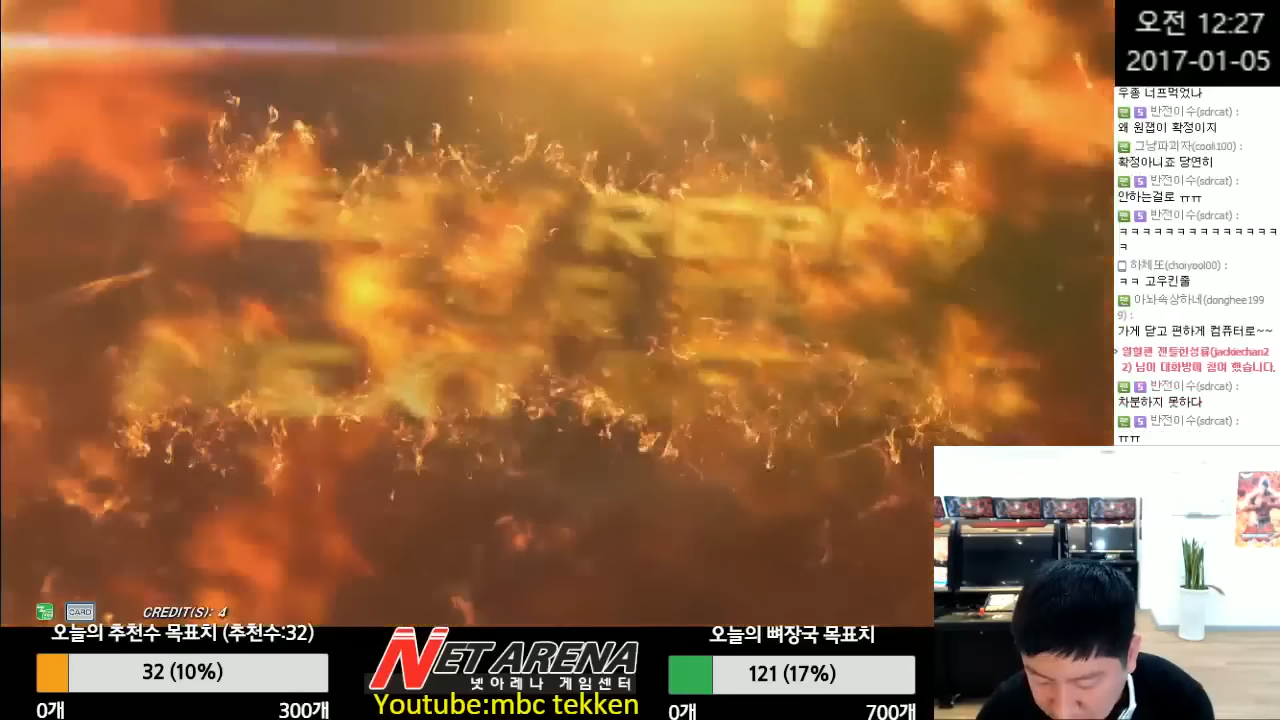 오전 12:27
2017-01-05
우종 너프먹었나
반전이수(sdrcat) :
왜 원잽이 확정이지
그냥파괴자(cooli100) :
확정아니죠 당연히
반전이수(sdrcat) :
안하는걸로 ㅠㅠ
반전이수(sdrcat) :
ㅋㅋㅋㅋㅋㅋㅋㅋㅋㅋㅋㅋㅋㅋ
ㅋ
하체또(choiyool00) :
ㅋㅋ 고우킨줄
아놔속상하네(donghee199
9) :
가게 닫고 편하게 컴퓨터로~~
젠틀한성룡(jackiechan2
2) 님이 대화방에 참여 했습니다.
반전이수(sdrcat) :
차분하지 못하다
반전이수(sdrcat) :
ㅠㅠ
CARD
CREDIT(S): 4
오늘의 추천수 목표치 (추천수:32)
32 (10%)
0개 300개
NET ARENA
넷아레나 게임센터
Youtube:mbc tekken
오늘의 뼈장국 목표치
121 (17%)
0개 700개